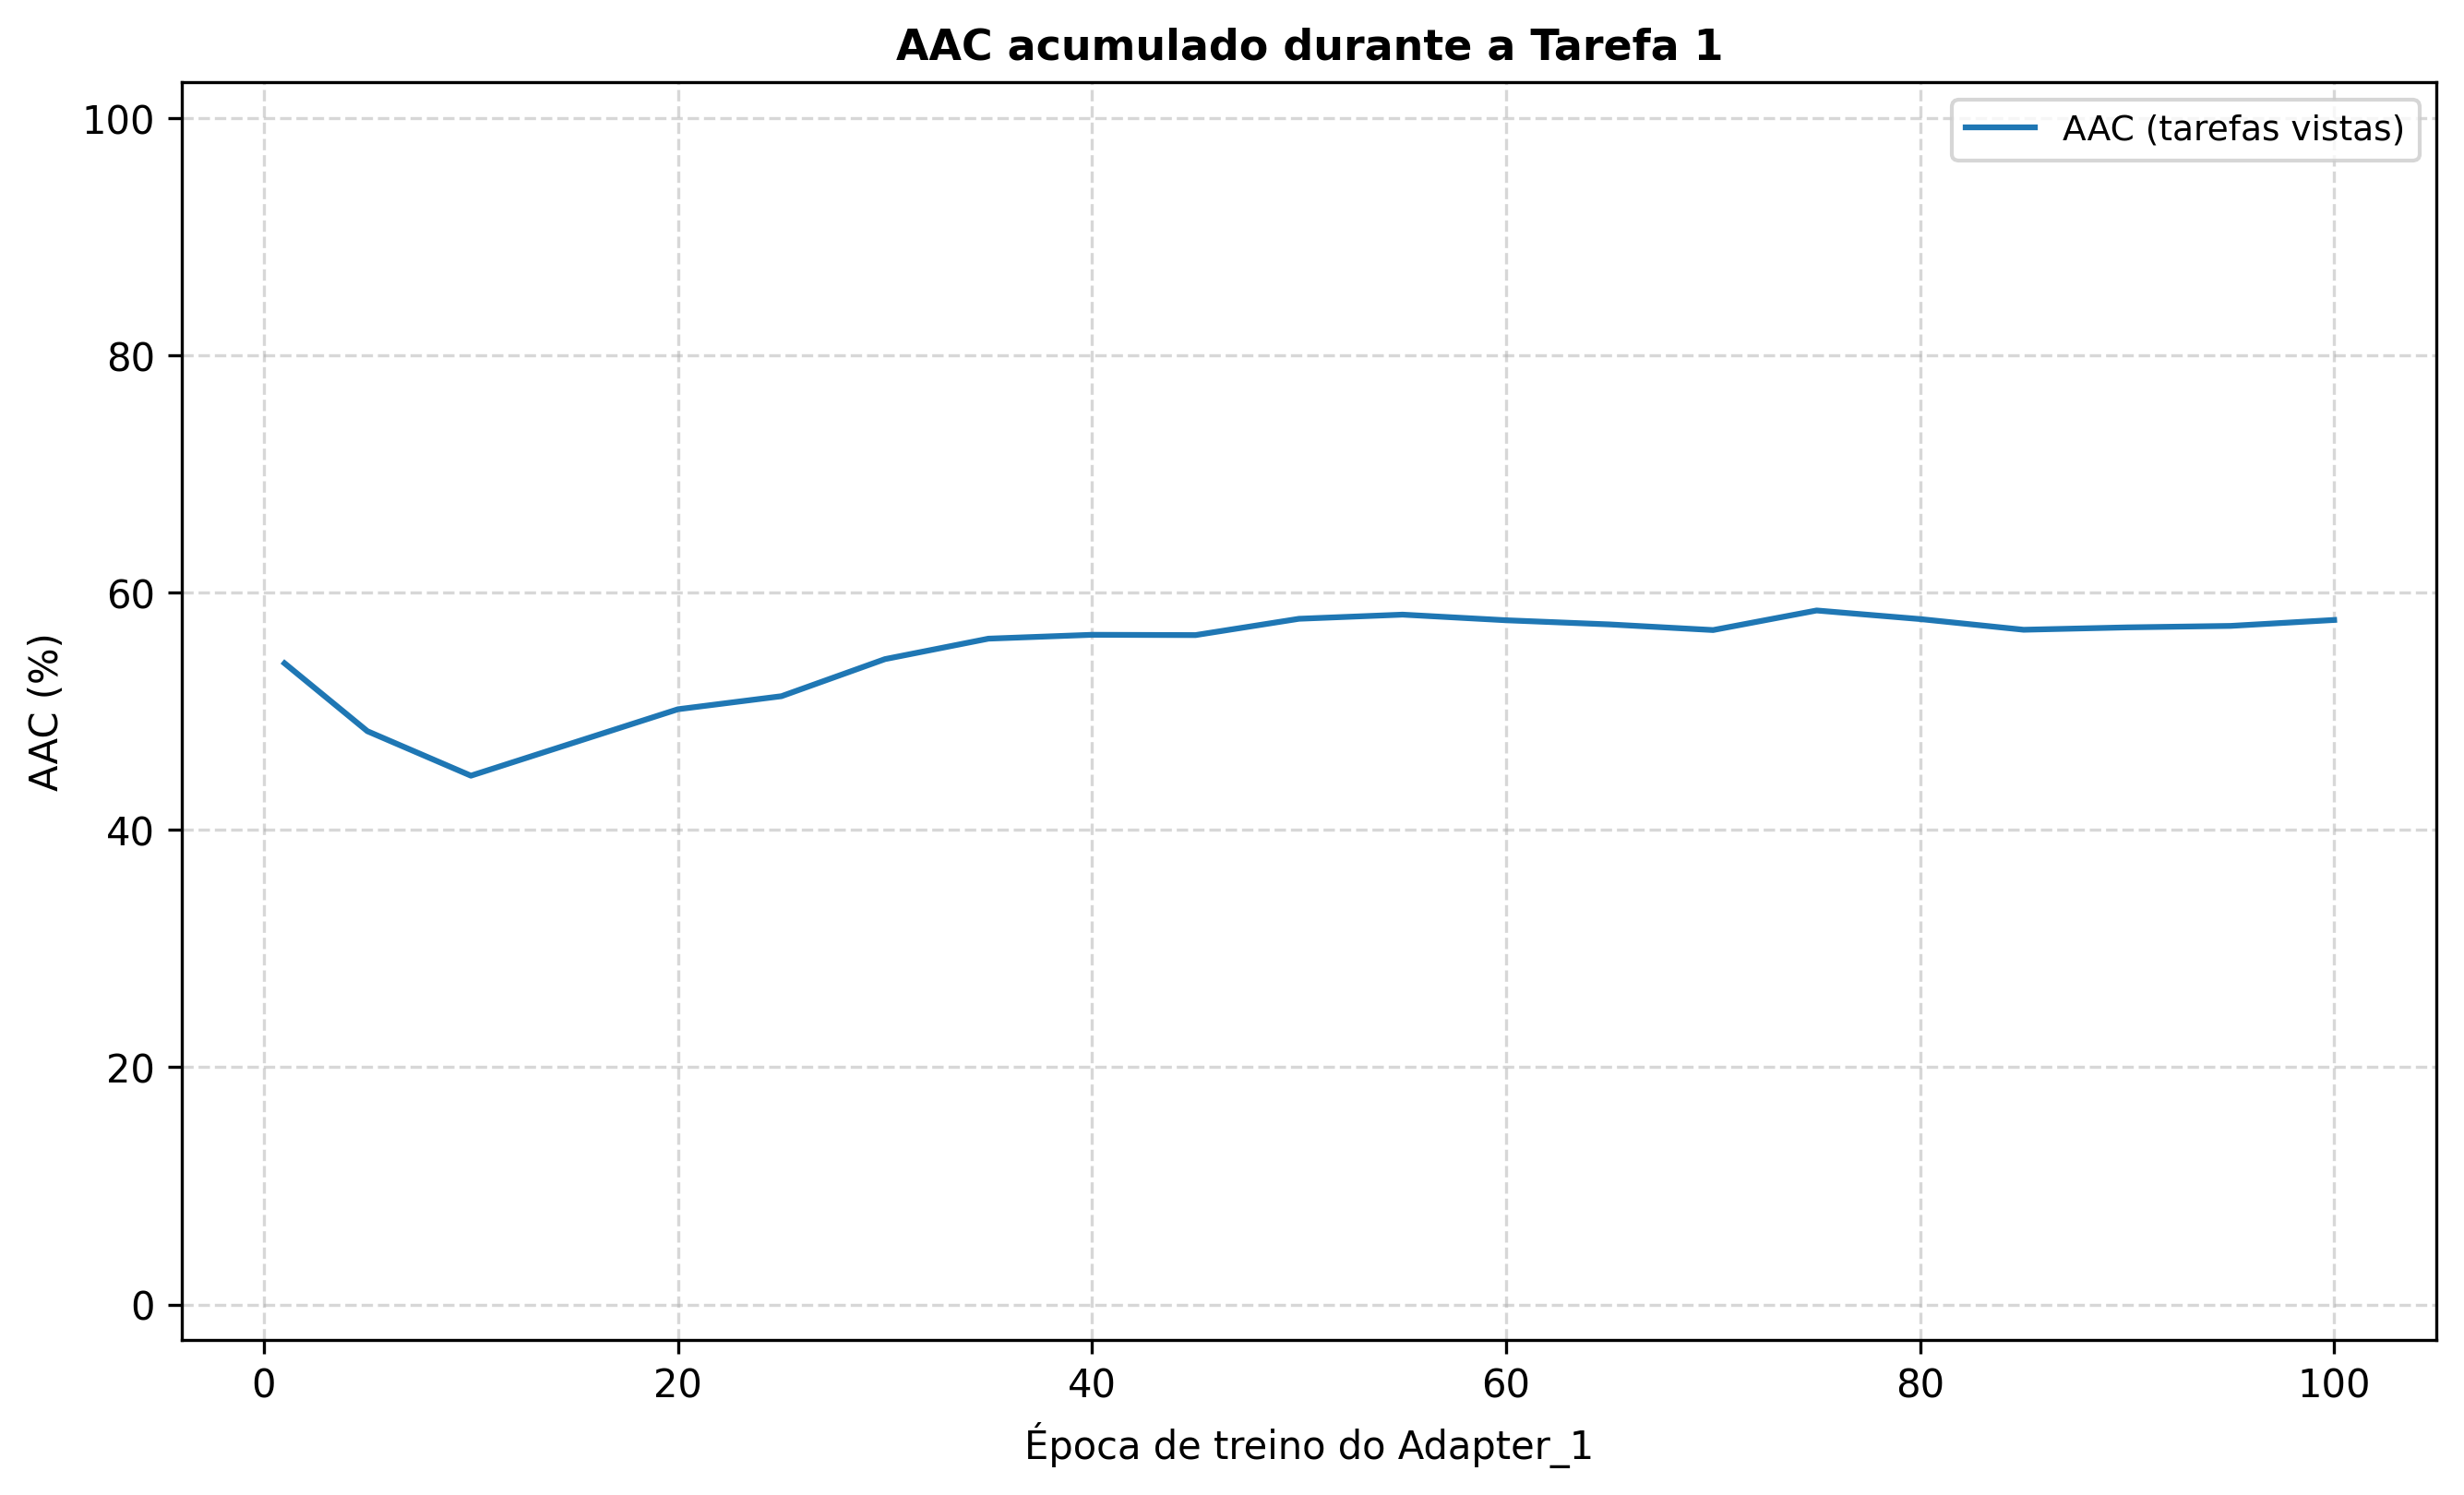 AAC acumulado durante a Tarefa 1
AAC (tarefas vistas)
100
80
60
40
20
0
AAC (%)
0 20 40 60 80 100
Época de treino do Adapter_1